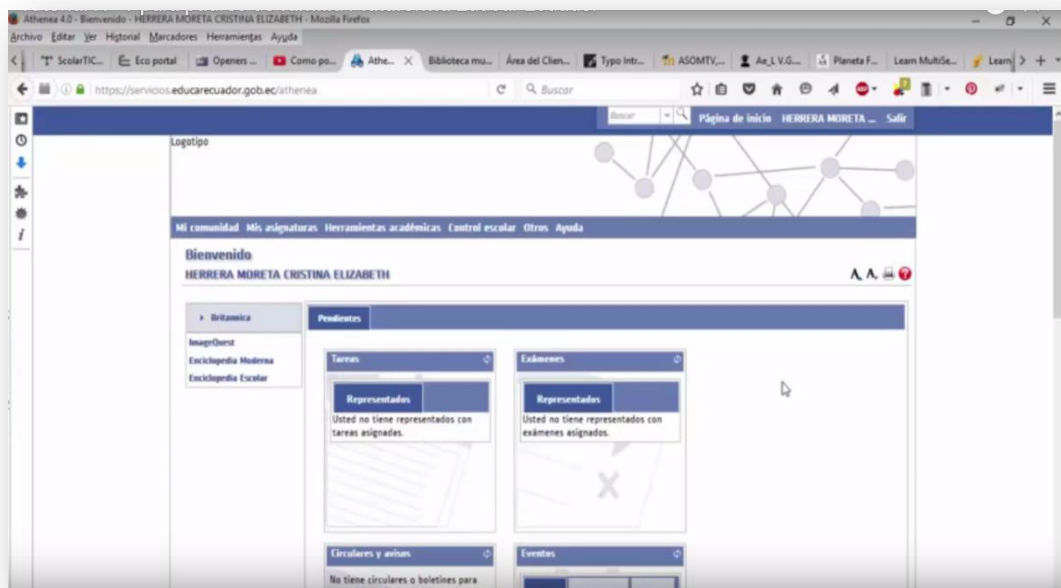 Athenea 4.0 - Bienvenido - HERRERA MORETA CRISTINA ELIZABETH - Mozilla Firefox
Archivo Editar Ver Historial Marcadores Herramientas Ayuda
ScolarTIC... Eco portal Openers ... Como po... Athe... Biblioteca mu... Área del Clien... Typo Intr... ASOMTV,... Ae_L V.G... Planeta F... Learn MultiSe... Learn
https://servicios.educarecuador.gob.ec/athenea Buscar
Buscar Página de inicio HERRERA MORETA ... Salir
Logotipo
Mi comunidad Mis asignaturas Herramientas académicas Control escolar Otros Ayuda
Bienvenido
HERRERA MORETA CRISTINA ELIZABETH
A A
Britannica
ImageQuest
Enciclopedia Moderna
Enciclopedia Escolar
Pendientes
Tareas
Representados
Usted no tiene representados con
tareas asignadas.
Exámenes
Representados
Usted no tiene representados con
exámenes asignados.
Circulares y avisos
No tiene circulares o boletines para
Eventos